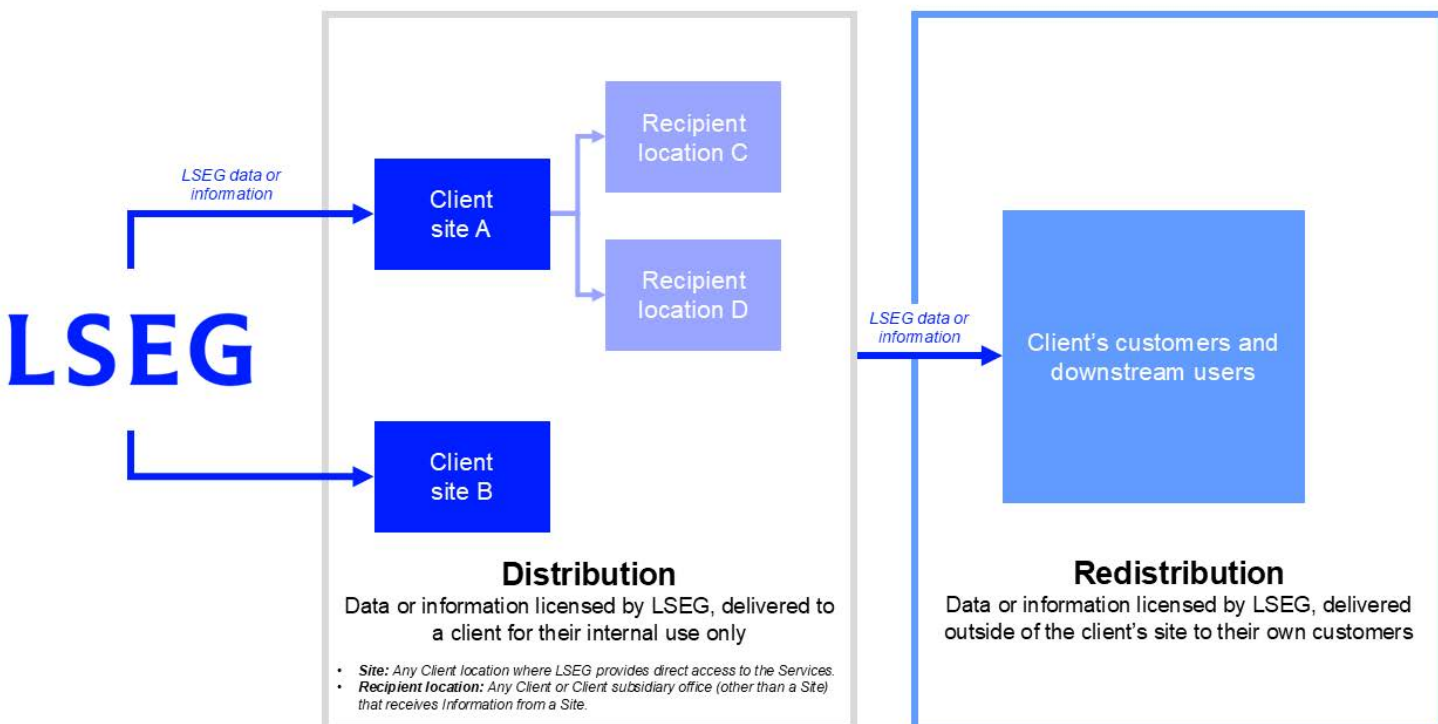 LSEG
LSEG data or
information
Client
site A
Recipient
location C
Recipient
location D
Client
site B
Distribution
Data or information licensed by LSEG, delivered to
a client for their internal use only
• Site: Any Client location where LSEG provides direct access to the Services.
• Recipient location: Any Client or Client subsidiary office (other than a Site)
that receives Information from a Site.
LSEG data or
information
Client's customers and
downstream users
Redistribution
Data or information licensed by LSEG, delivered
outside of the client's site to their own customers